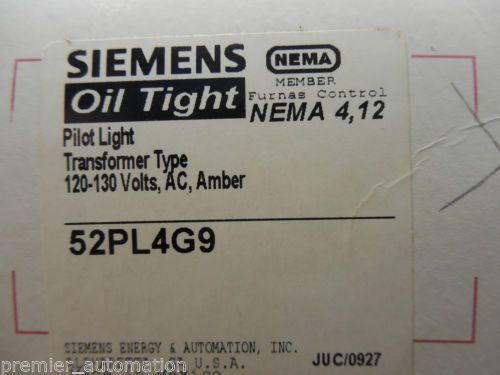 SIEMENS
NEMA
MEMBER
Oil Tight
Furnas Control
NEMA 4,12
Pilot Light
Transformer Type
120-130 Volts, AC, Amber
52PL4G9
SIEMENS ENERGY & AUTOMATION, INC.
U.S.A.
JUC/0927
premier_automation